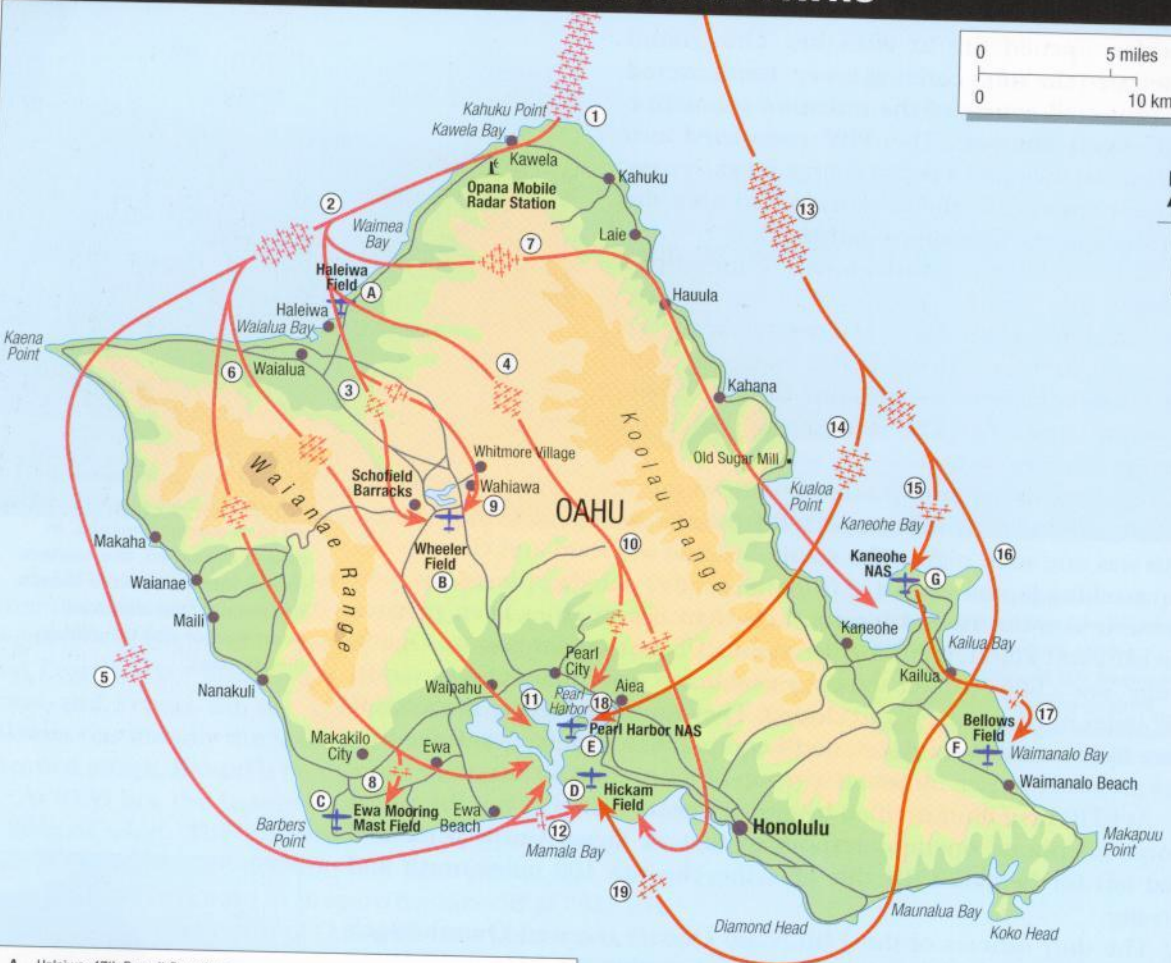 0 5 miles
0 10 km
Kahuku Point
1
Kawela Bay
Kawela
Opana Mobile
Radar Station
Kahuku
13
2
Waimea
Bay
Laie
7
Haleiwa
Field
A
Hauula
Haleiwa
Waialua Bay
Kaena
Point
6
Waialua
3
4
Kahana
14
Koolau Range
Old Sugar Mill
Waianae Range
Whitmore Village
Schofield
Barracks
Wahiawa
9
OAHU
Kualoa
Point
15
Kaneohe Bay
10
16
Makaha
Wheeler
Field
B
Kaneohe
NAS
G
Waianae
Maili
Kaneohe
Kailua Bay
5
Nanakuli
Waipahu
Pearl
City
11
Pearl
Harbor
18
Aiea
Kailua
17
Pearl Harbor NAS
E
Bellows
Field
F
Waimanalo Bay
Makakilo
City
Ewa
8
D
Hickam
Field
Waimanalo Beach
C
Ewa Mooring
Mast Field
Ewa
Beach
Barbers
Point
12
Mamala Bay
Honolulu
Makapuu
Point
19
Diamond Head
Maunalua Bay
Koko Head